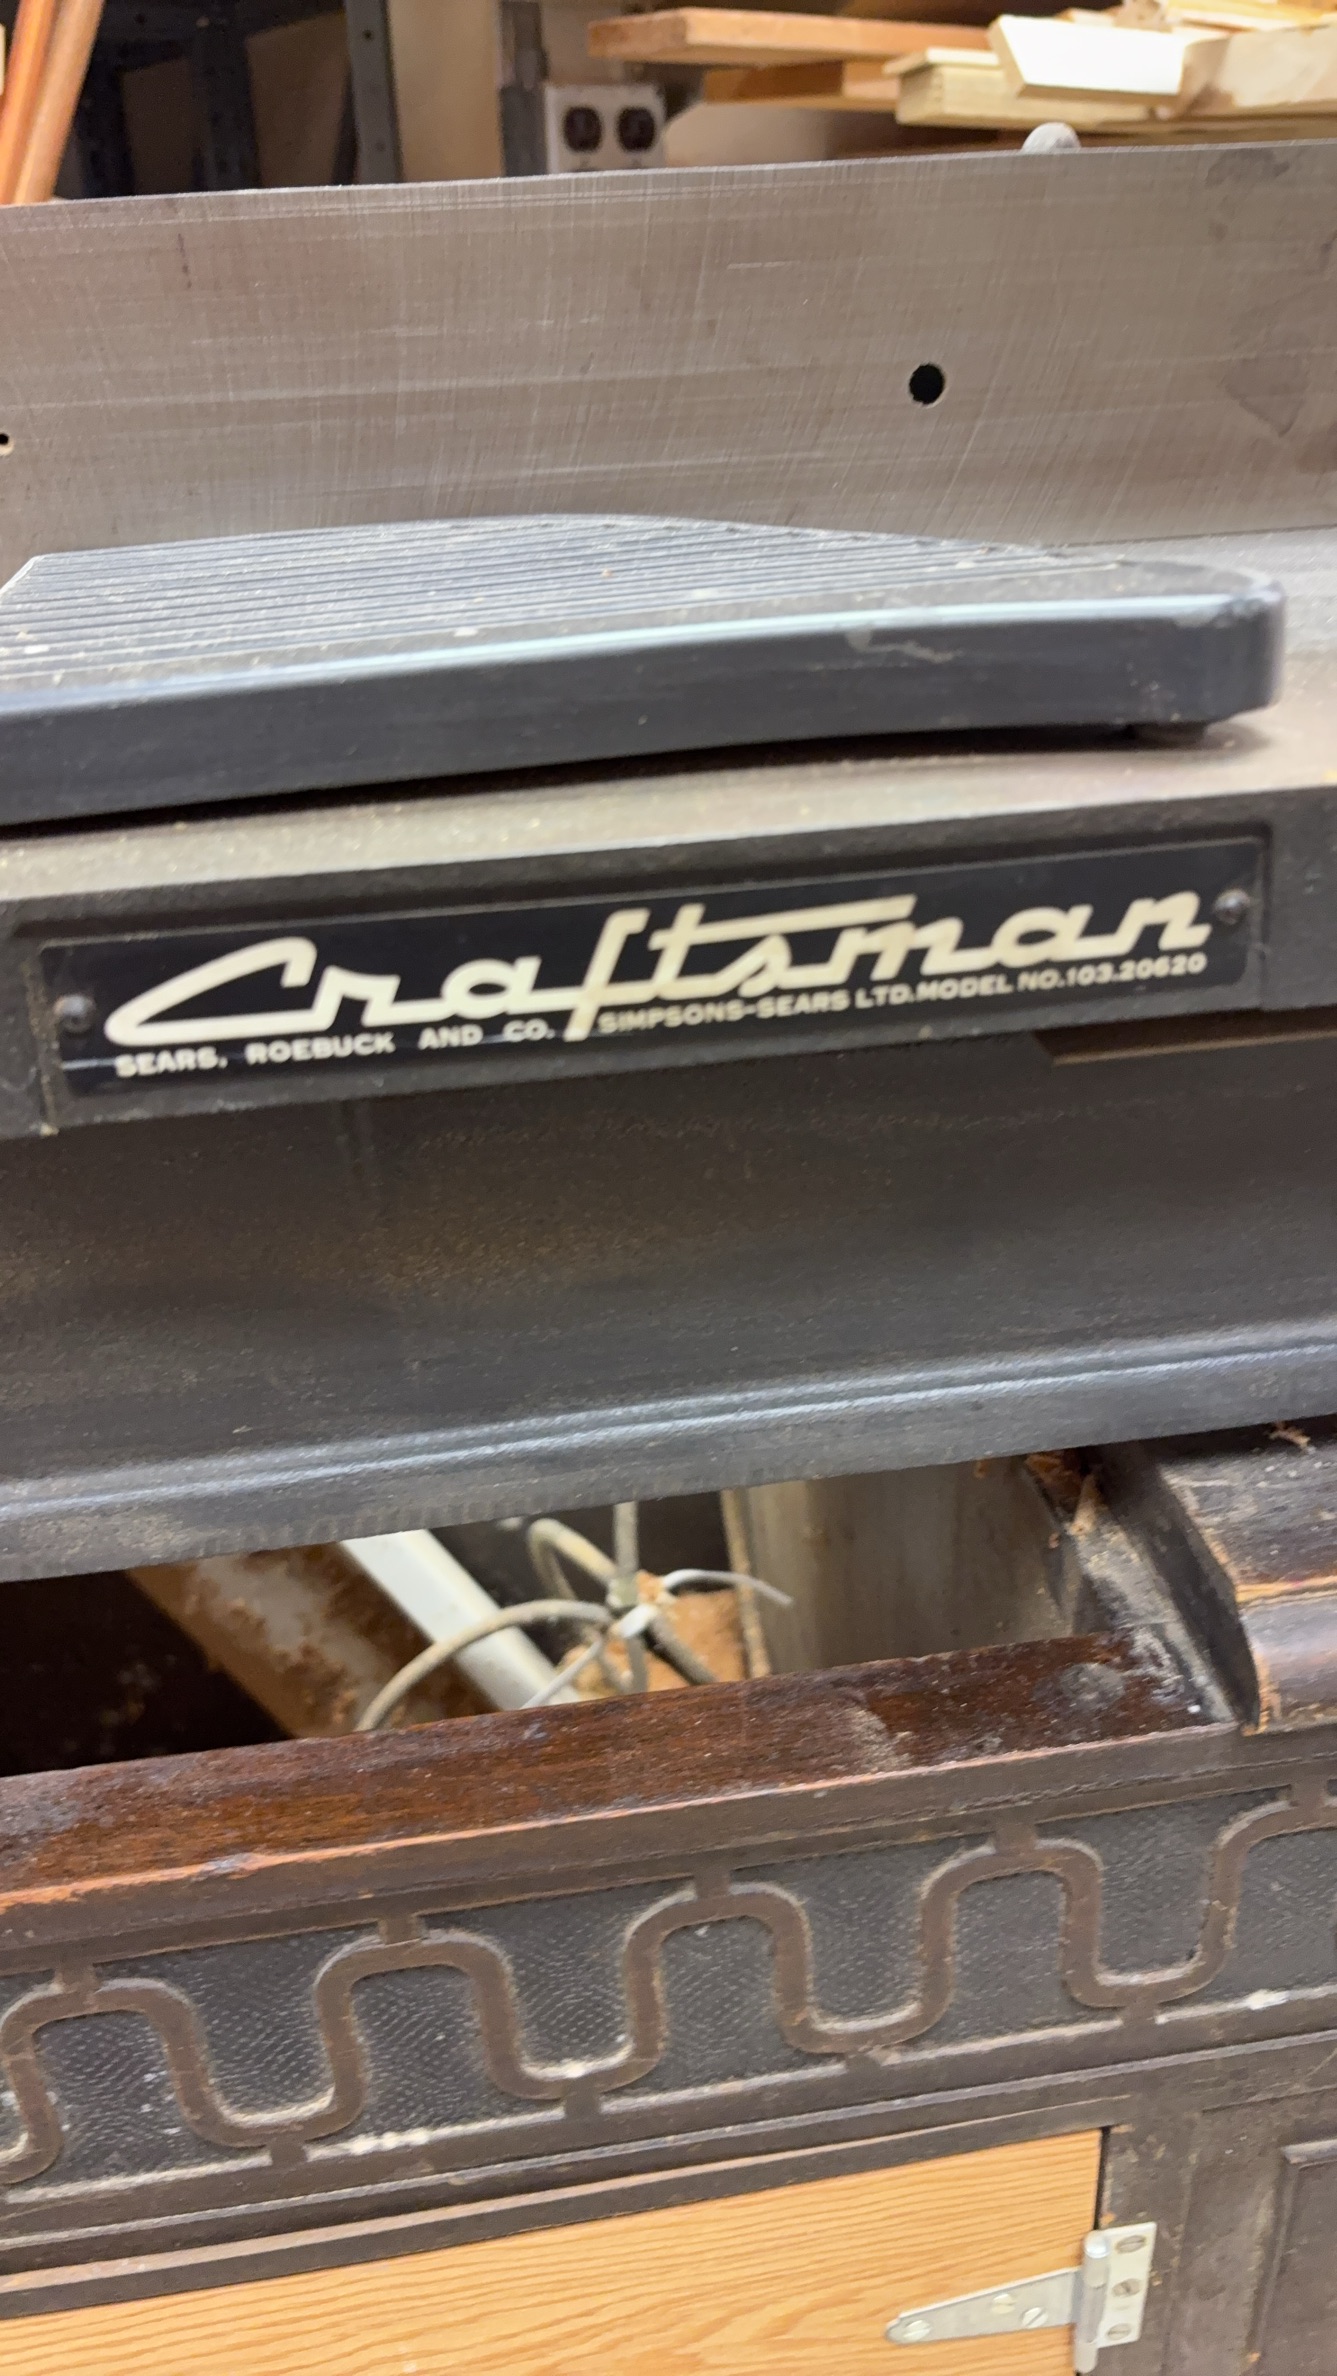 Craftsman
SEARS, ROEBUCK AND CO. SIMPSONS-SEARS LTD. MODEL NO. 103.20620